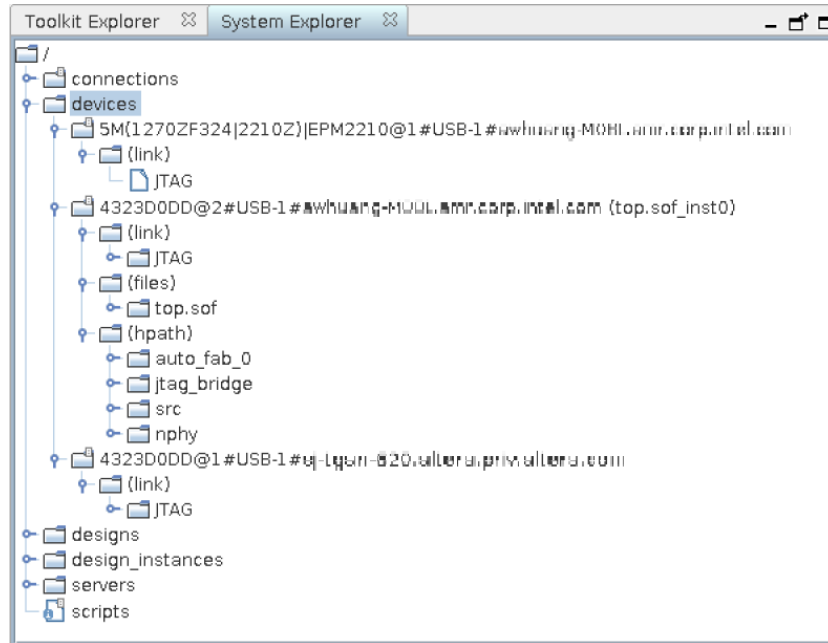 Toolkit Explorer System Explorer
/
connections
devices
5M(1270ZF324|2210Z)|EPM2210@1#USB-1#
(link)
JTAG
4323D0DD@2#USB-1# (top.sof_inst0)
(link)
JTAG
(files)
top.sof
(hpath)
auto_fab_0
jtag_bridge
src
nphy
4323D0DD@1#USB-1#
(link)
JTAG
designs
design_instances
servers
scripts